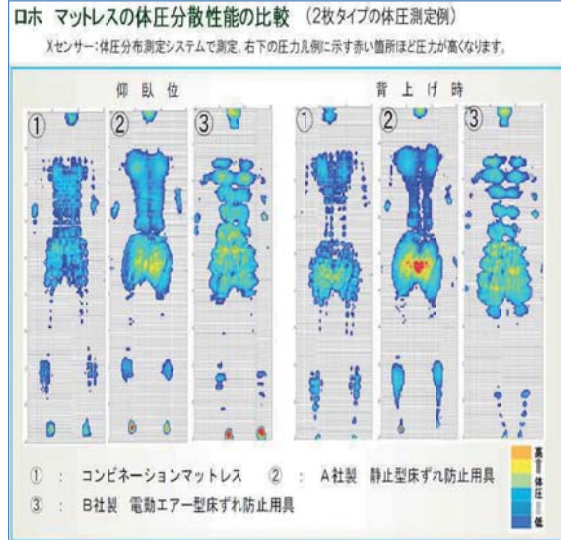 ロホ マットレスの体圧分散性能の比較 (2枚タイプの体圧測定例)
Xセンサー:体圧分布測定システムで測定. 右下の圧力凡例に示す赤い箇所ほど圧力が高くなります。
仰臥位 背上げ時
① ② ③ ① ② ③
① : コンビネーションマットレス ② : A社製 静止型床ずれ防止用具
③ : B社製 電動エアー型床ずれ防止用具
高
体圧
低